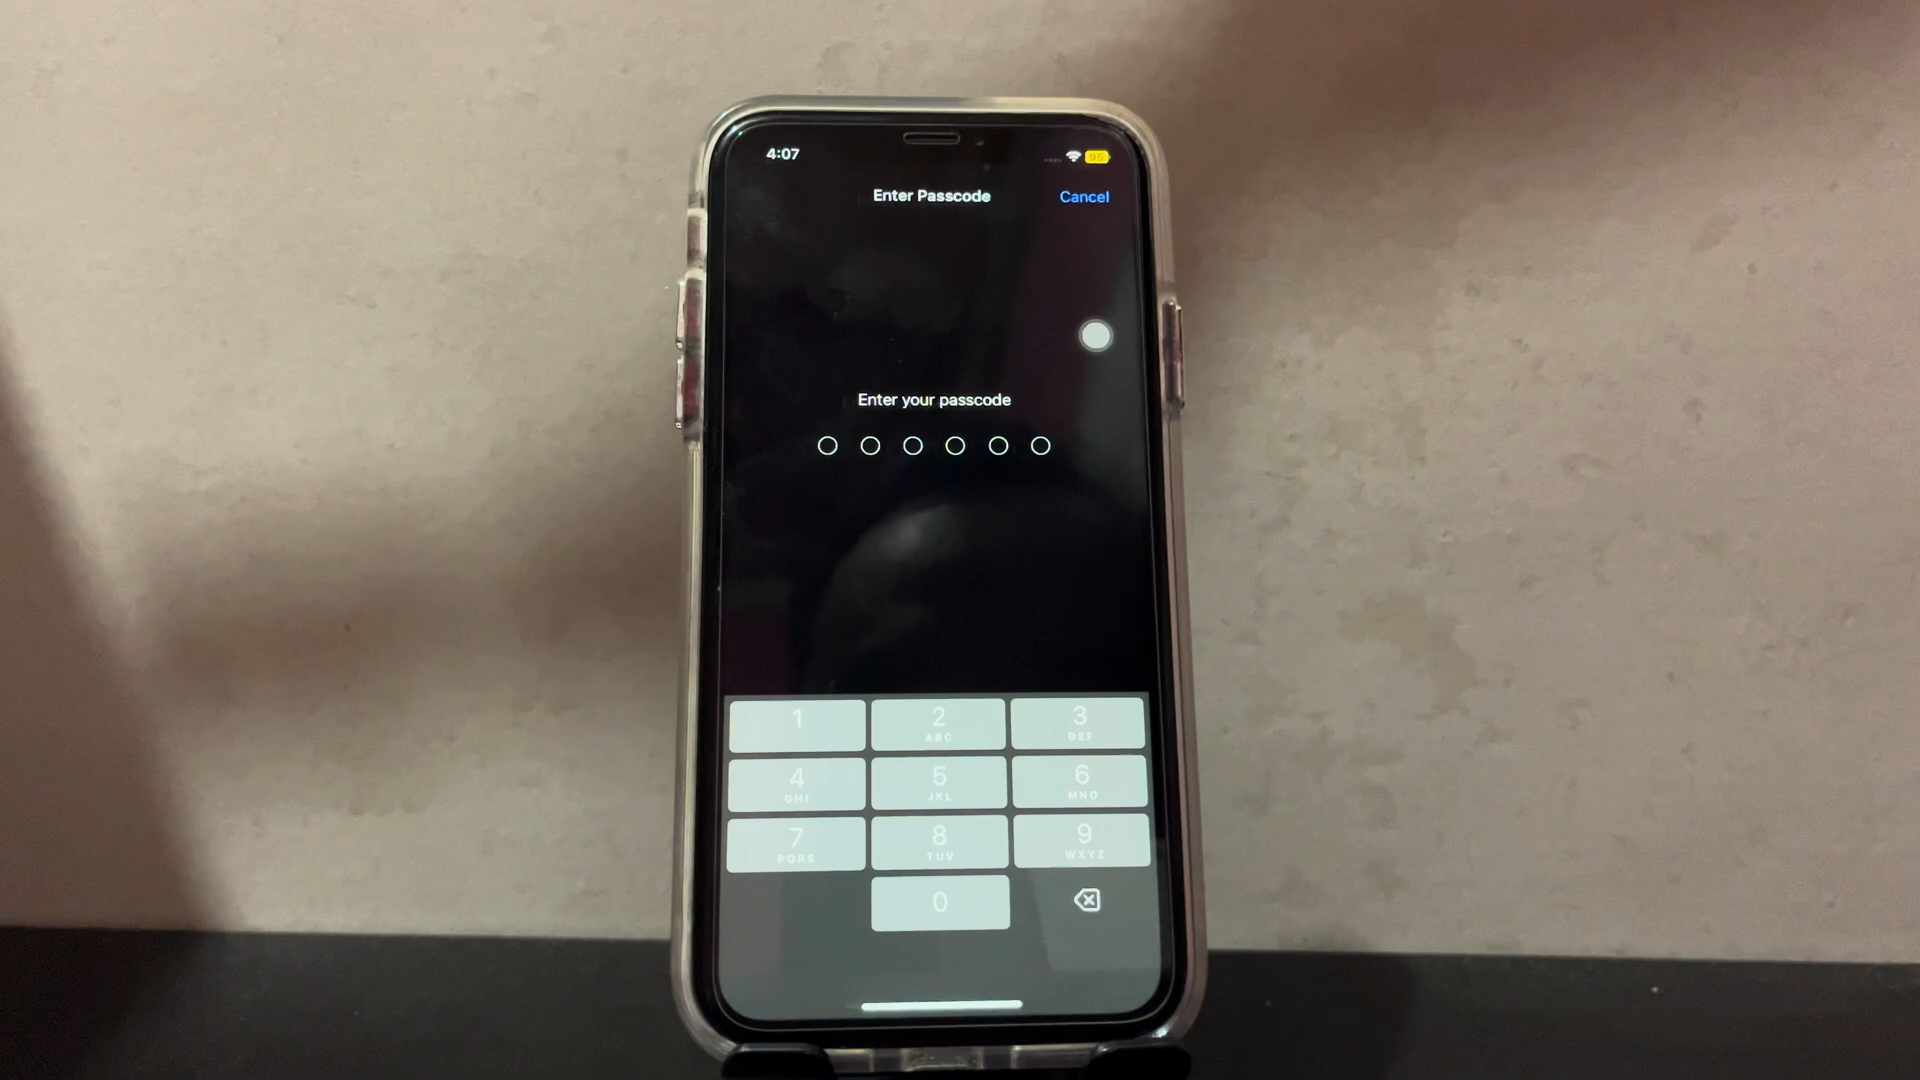 4:07
95
Enter Passcode
Cancel
Enter your passcode
1
2
ABC
3
DEF
4
GHI
5
JKL
6
MNO
7
PQRS
8
TUV
9
WXYZ
0